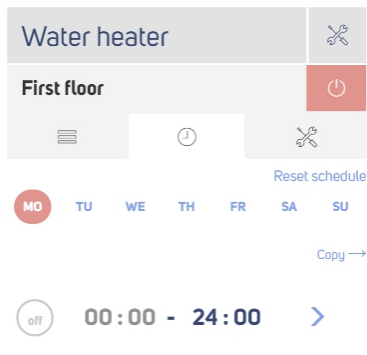 Water heater
First floor
Reset schedule
MO TU WE TH FR SA SU
Copy →
off 00:00 - 24:00